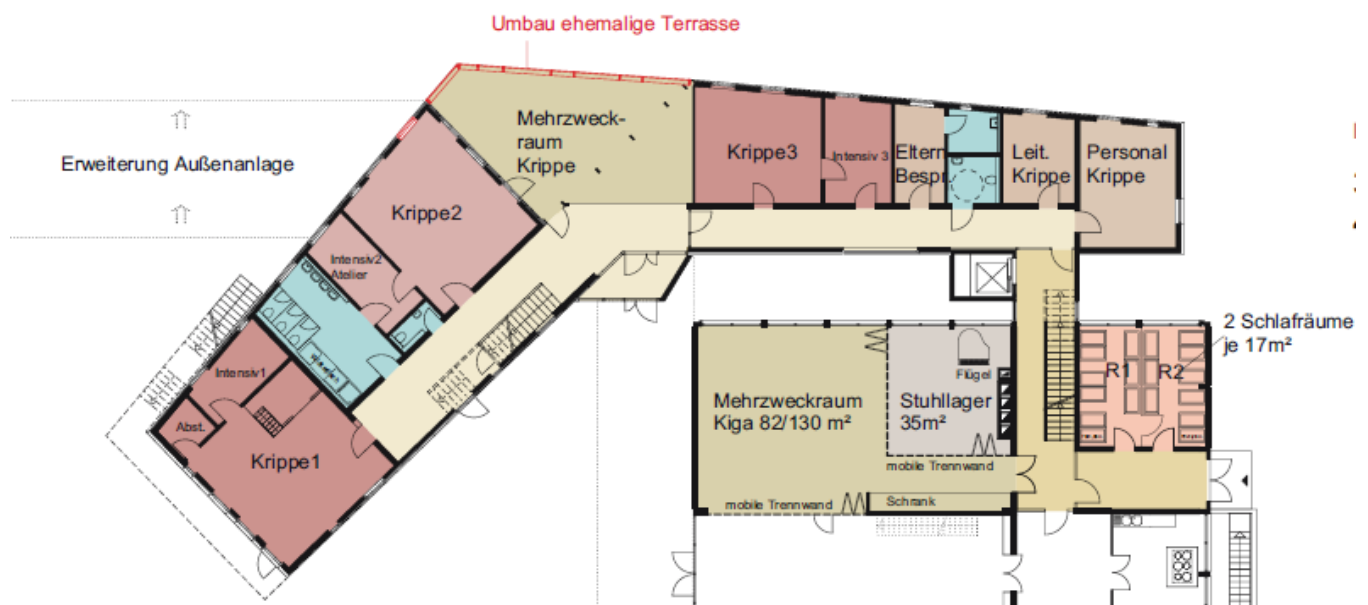 Umbau ehemalige Terrasse
Erweiterung Außenanlage
Mehrzweck-
raum
Krippe
Krippe3
Intensiv 3
Eltern
Bespr
Leit.
Krippe
Personal
Krippe
Krippe2
Intensiv2
Atelier
Intensiv1
Abst.
Krippe1
2 Schlafräume
je 17m²
R1
R2
Flügel
Mehrzweckraum
Kiga 82/130 m²
Stuhllager
35m²
mobile Trennwand
mobile Trennwand
Schrank